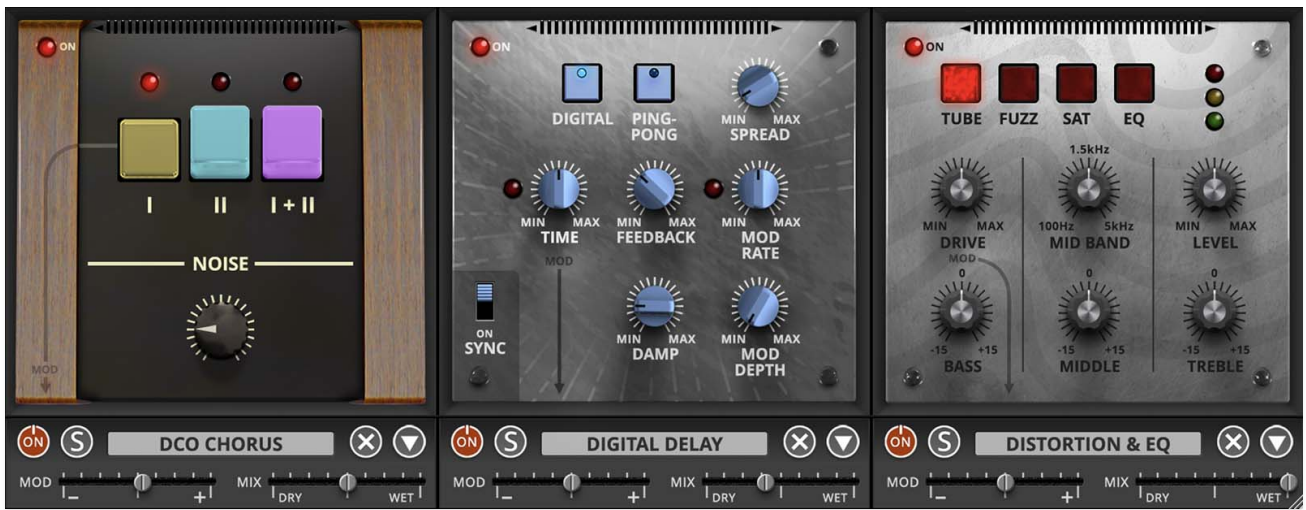 ON
I II I + II
NOISE
MOD
ON S DCO CHORUS X
MOD - + MIX DRY WET
ON
DIGITAL PING-
PONG
MIN MAX
SPREAD
MIN MAX MIN MAX MIN MAX
TIME FEEDBACK MOD
RATE
MOD
ON
SYNC
MIN MAX MIN MAX
DAMP MOD
DEPTH
ON S DIGITAL DELAY X
MOD - + MIX DRY WET
ON
TUBE FUZZ SAT EQ
1.5kHz
MIN MAX 100Hz 5kHz MIN MAX
DRIVE MID BAND LEVEL
MOD
0 0 0
-15 +15 -15 +15 -15 +15
BASS MIDDLE TREBLE
ON S DISTORTION & EQ X
MOD - + MIX DRY WET